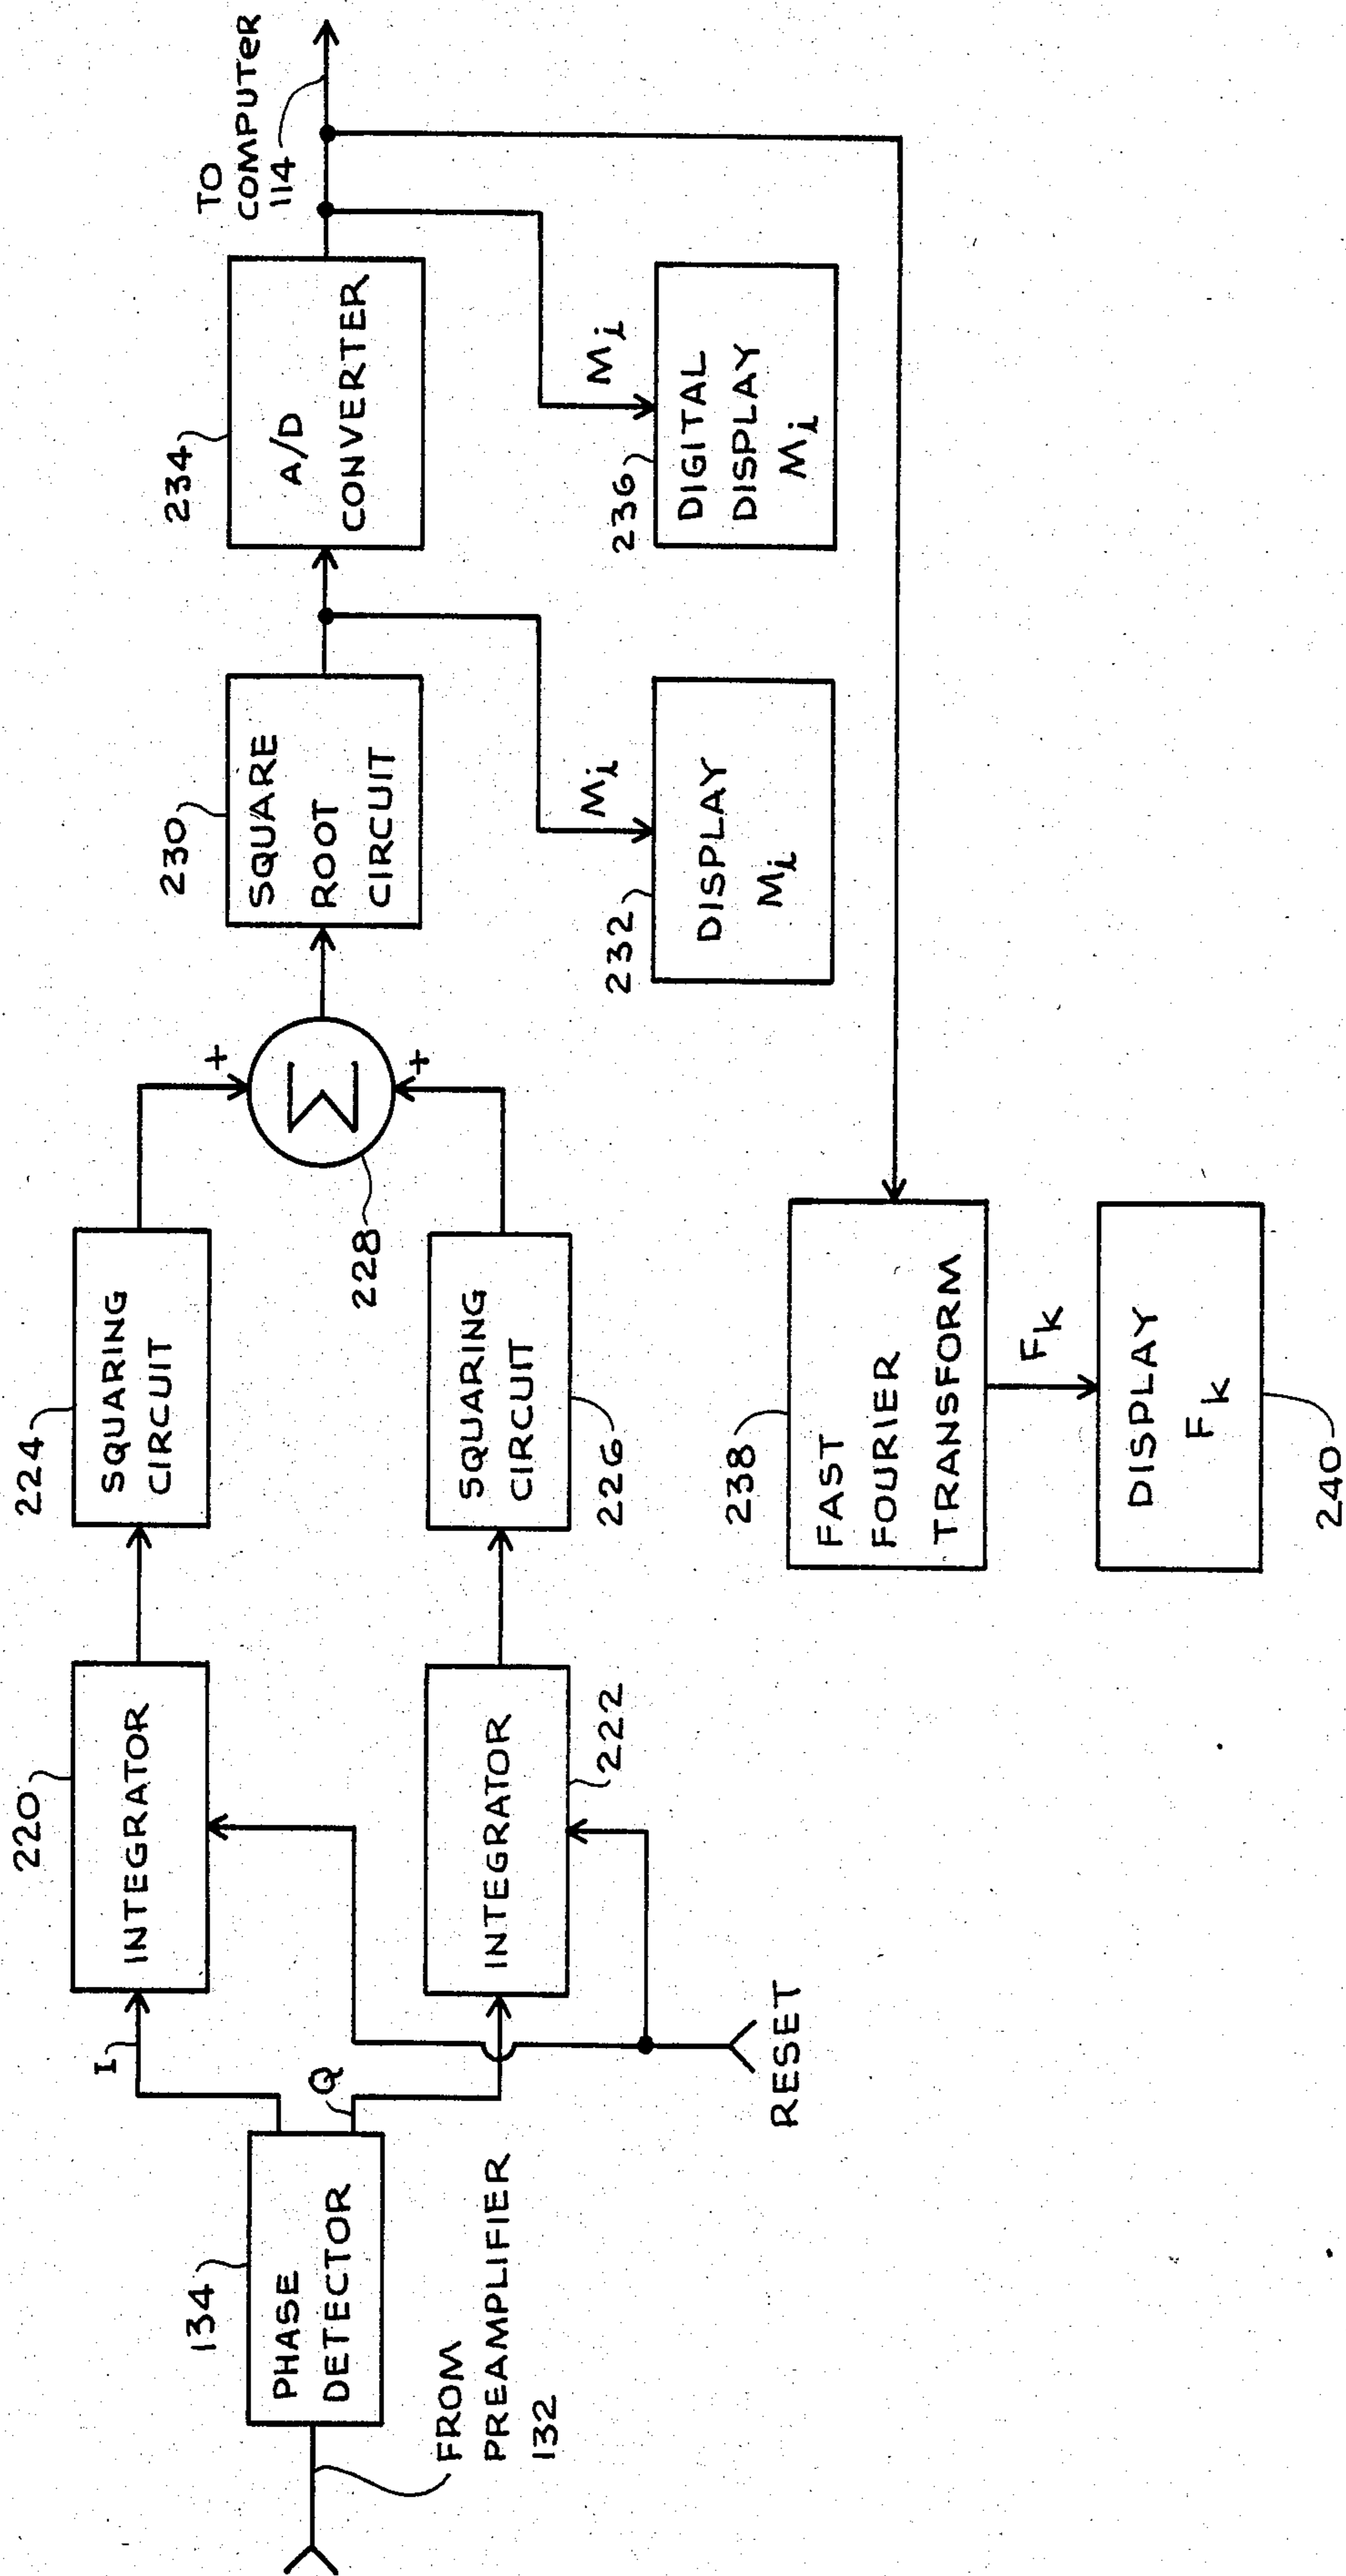 FROM
PREAMPLIFIER
132
134
PHASE
DETECTOR
I
Q
RESET
220
INTEGRATOR
INTEGRATOR
222
224
SQUARING
CIRCUIT
SQUARING
CIRCUIT
226
+
Σ
+
228
230
SQUARE
ROOT
CIRCUIT
Mi
232
DISPLAY
Mi
234
A/D
CONVERTER
Mi
236
DIGITAL
DISPLAY
Mi
TO
COMPUTER
114
238
FAST
FOURIER
TRANSFORM
Fk
DISPLAY
Fk
240